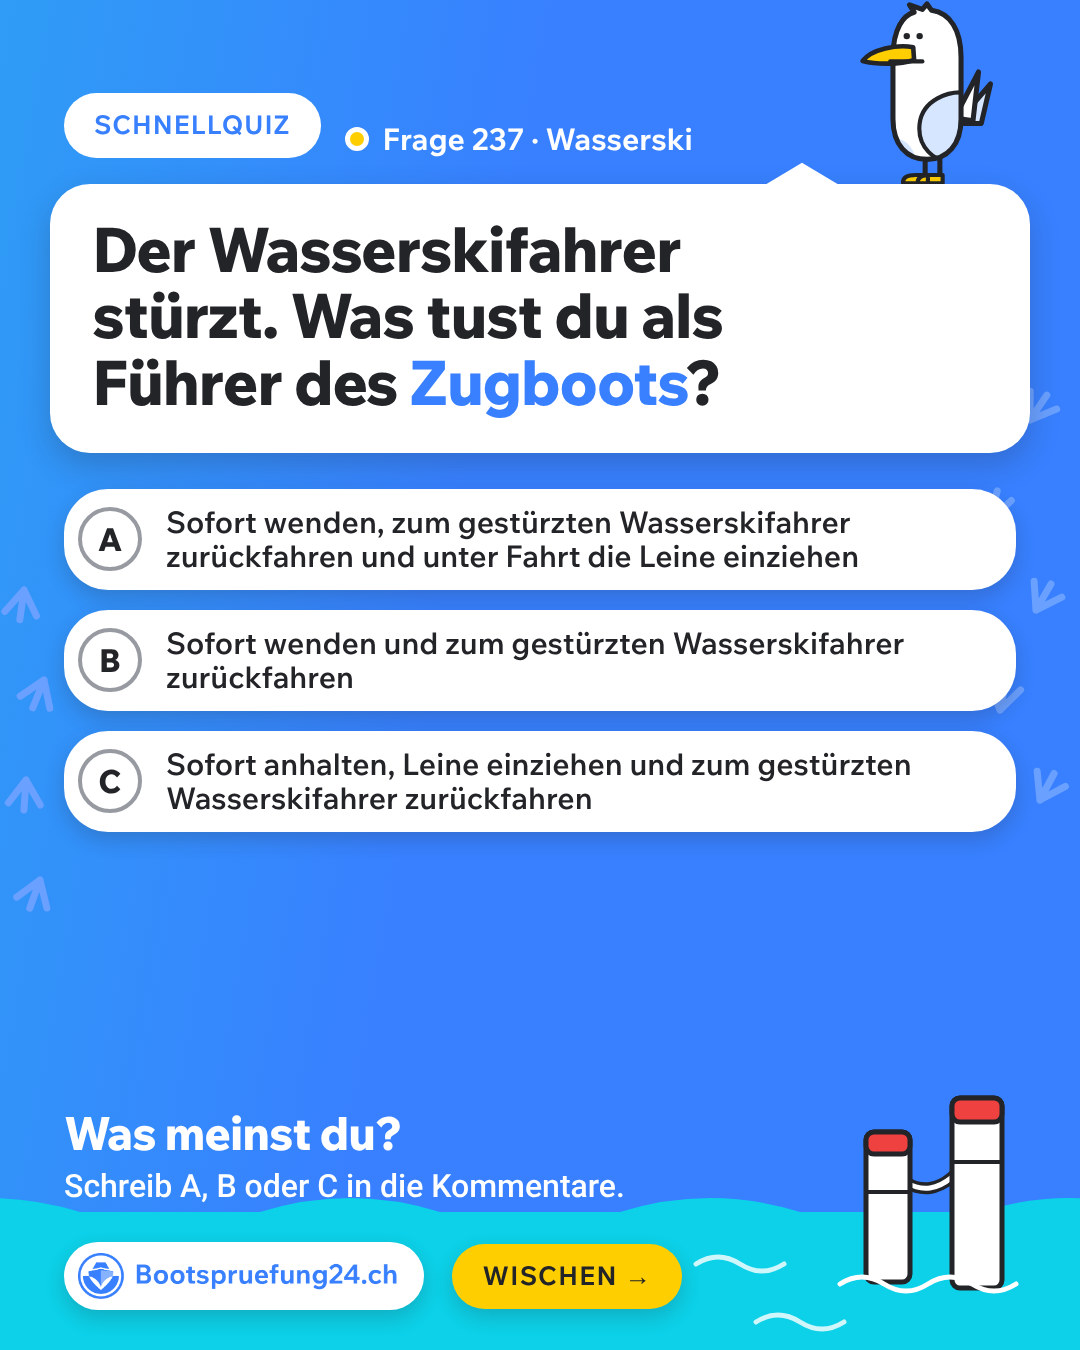 SCHNELLQUIZ
Frage 237 · Wasserski
Der Wasserskifahrer
stürzt. Was tust du als
Führer des Zugboots?
A
Sofort wenden, zum gestürzten Wasserskifahrer
zurückfahren und unter Fahrt die Leine einziehen
B
Sofort wenden und zum gestürzten Wasserskifahrer
zurückfahren
C
Sofort anhalten, Leine einziehen und zum gestürzten
Wasserskifahrer zurückfahren
Was meinst du?
Schreib A, B oder C in die Kommentare.
Bootspruefung24.ch
WISCHEN →